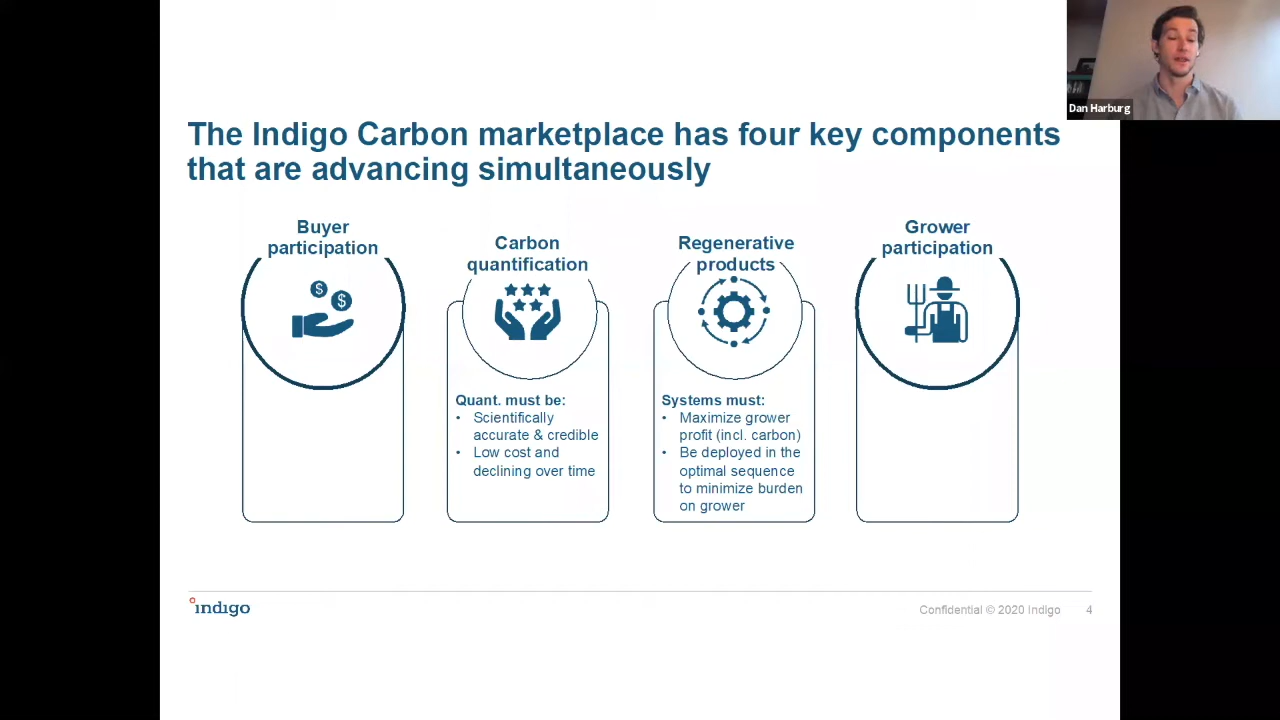 Dan Harburg
The Indigo Carbon marketplace has four key components
that are advancing simultaneously
Buyer
participation
$
$
Carbon
quantification
Quant. must be:
• Scientifically
accurate & credible
• Low cost and
declining over time
Regenerative
products
Systems must:
• Maximize grower
profit (incl. carbon)
• Be deployed in the
optimal sequence
to minimize burden
on grower
Grower
participation
indigo
Confidential © 2020 Indigo 4